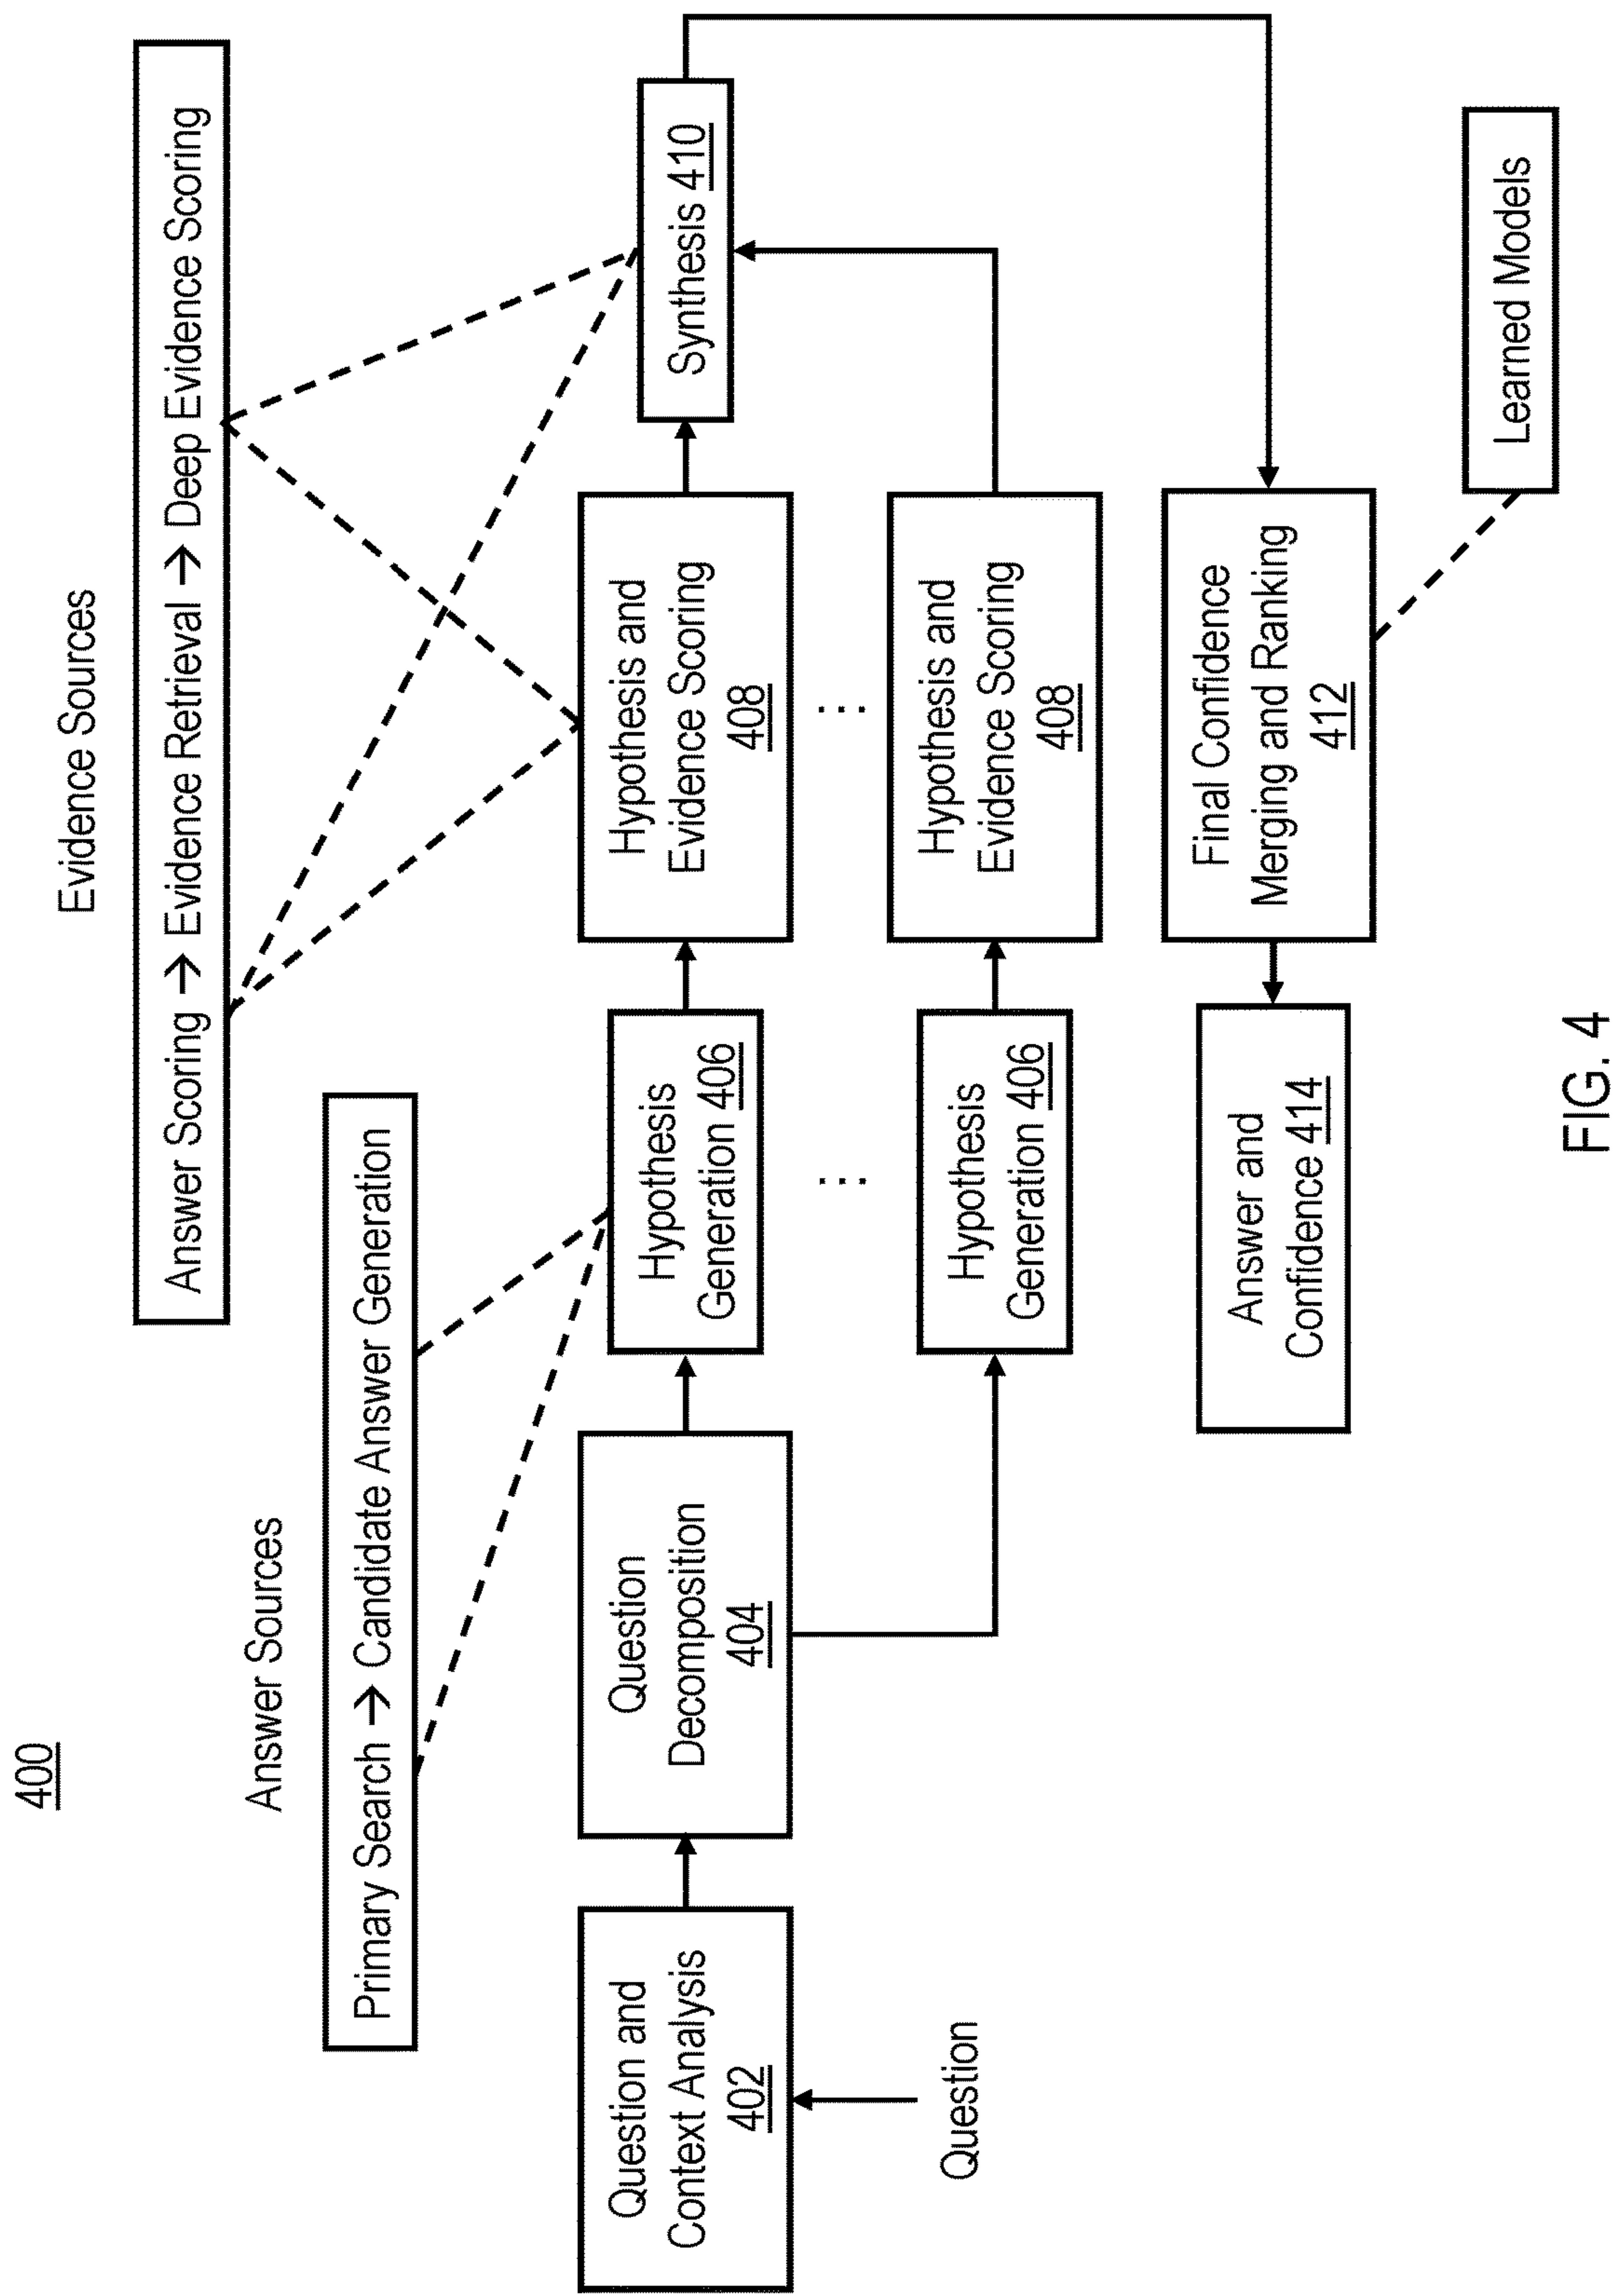 400
Evidence Sources
Answer Scoring → Evidence Retrieval → Deep Evidence Scoring
Answer Sources
Primary Search → Candidate Answer Generation
Question and
Context Analysis
402
Question
Decomposition
404
Hypothesis
Generation 406
Hypothesis and
Evidence Scoring
408
Synthesis 410
...
...
Hypothesis
Generation 406
Hypothesis and
Evidence Scoring
408
Question
Answer and
Confidence 414
Final Confidence
Merging and Ranking
412
Learned Models
FIG. 4